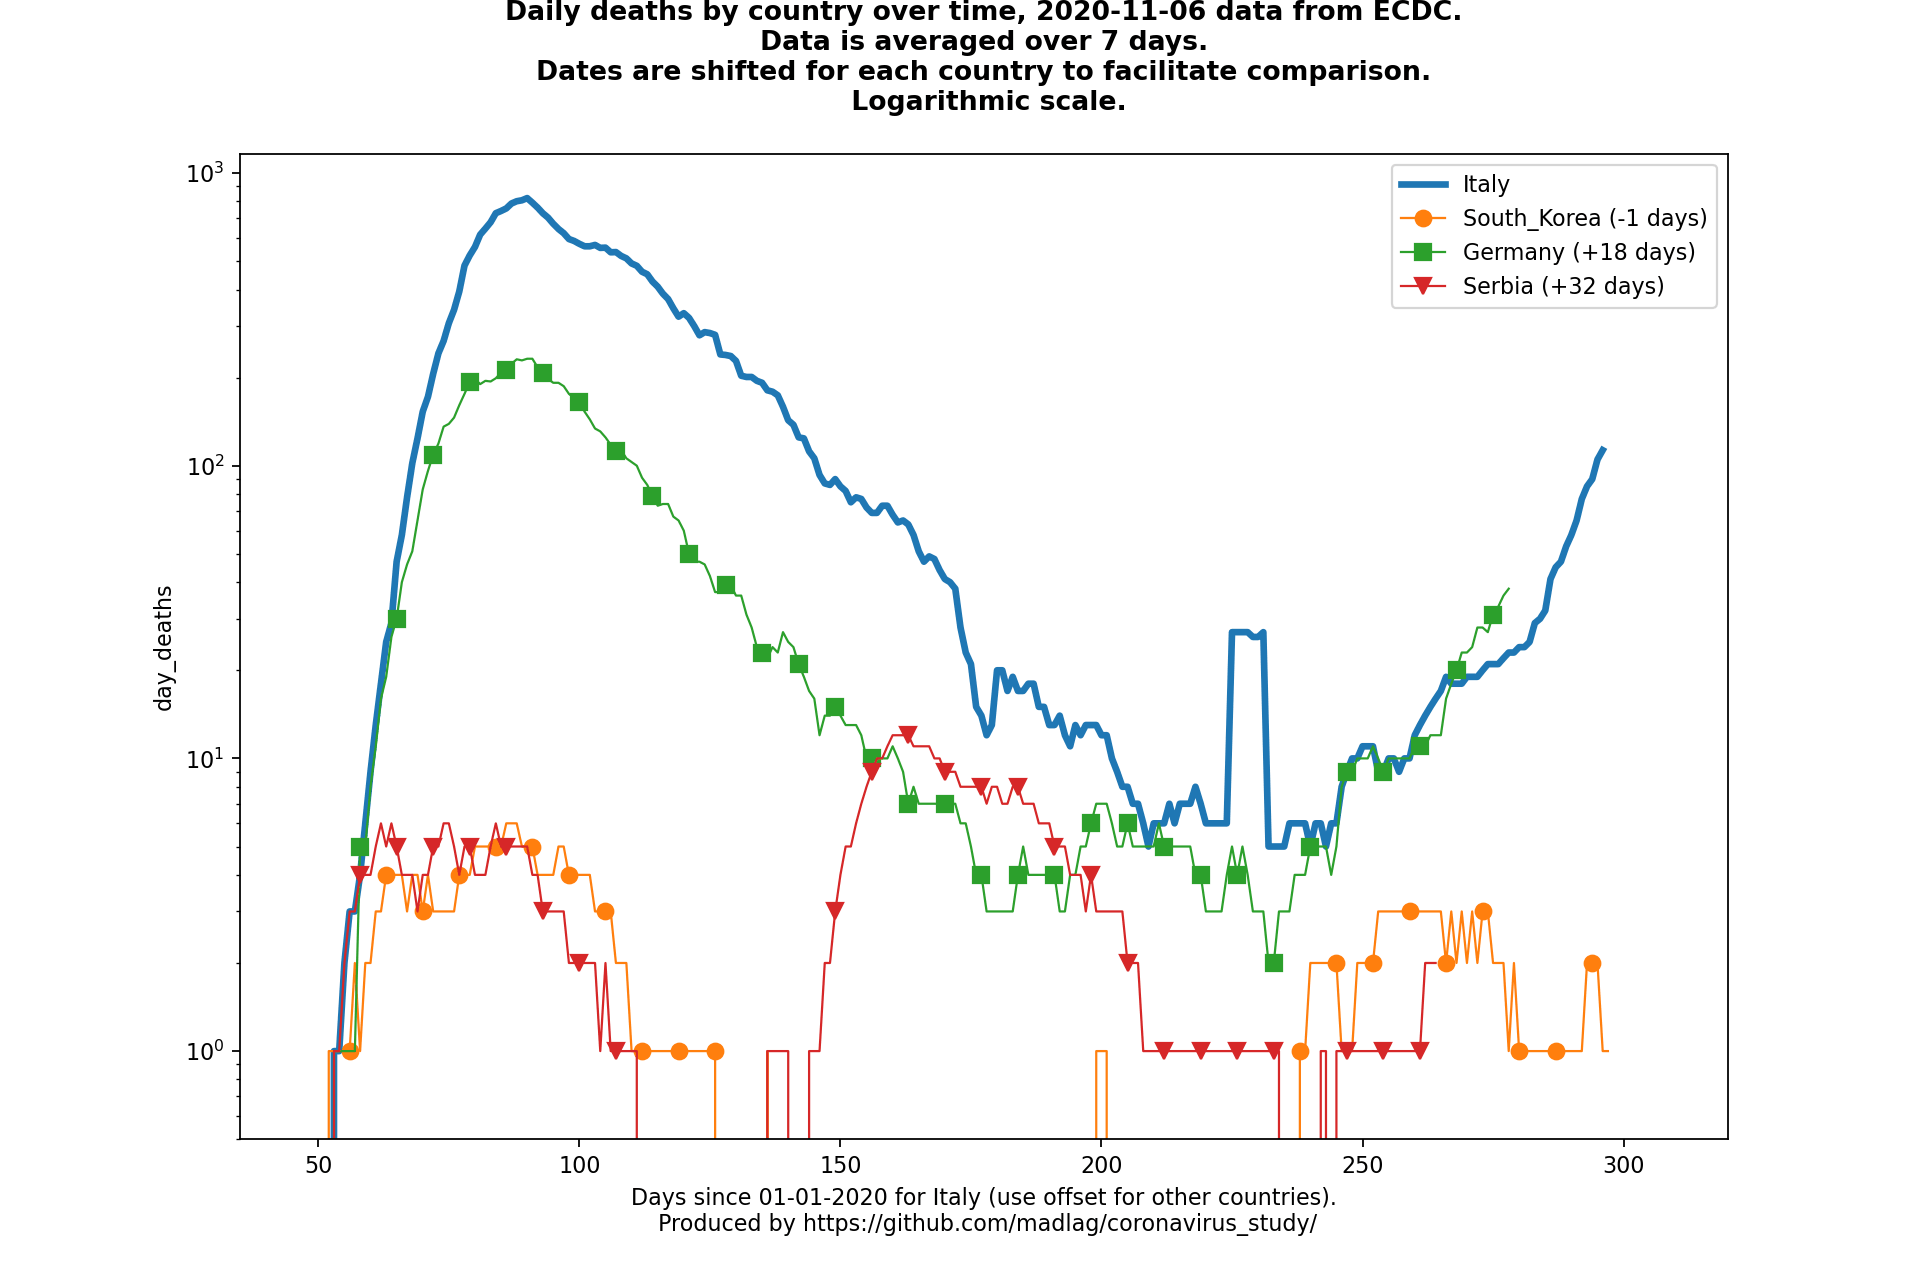 Daily deaths by country over time, 2020-11-06 data from ECDC.
Data is averaged over 7 days.
Dates are shifted for each country to facilitate comparison.
Logarithmic scale.
10³
10²
10¹
10⁰
day_deaths
Italy
South_Korea (-1 days)
Germany (+18 days)
Serbia (+32 days)
50 100 150 200 250 300
Days since 01-01-2020 for Italy (use offset for other countries).
Produced by https://github.com/madlag/coronavirus_study/